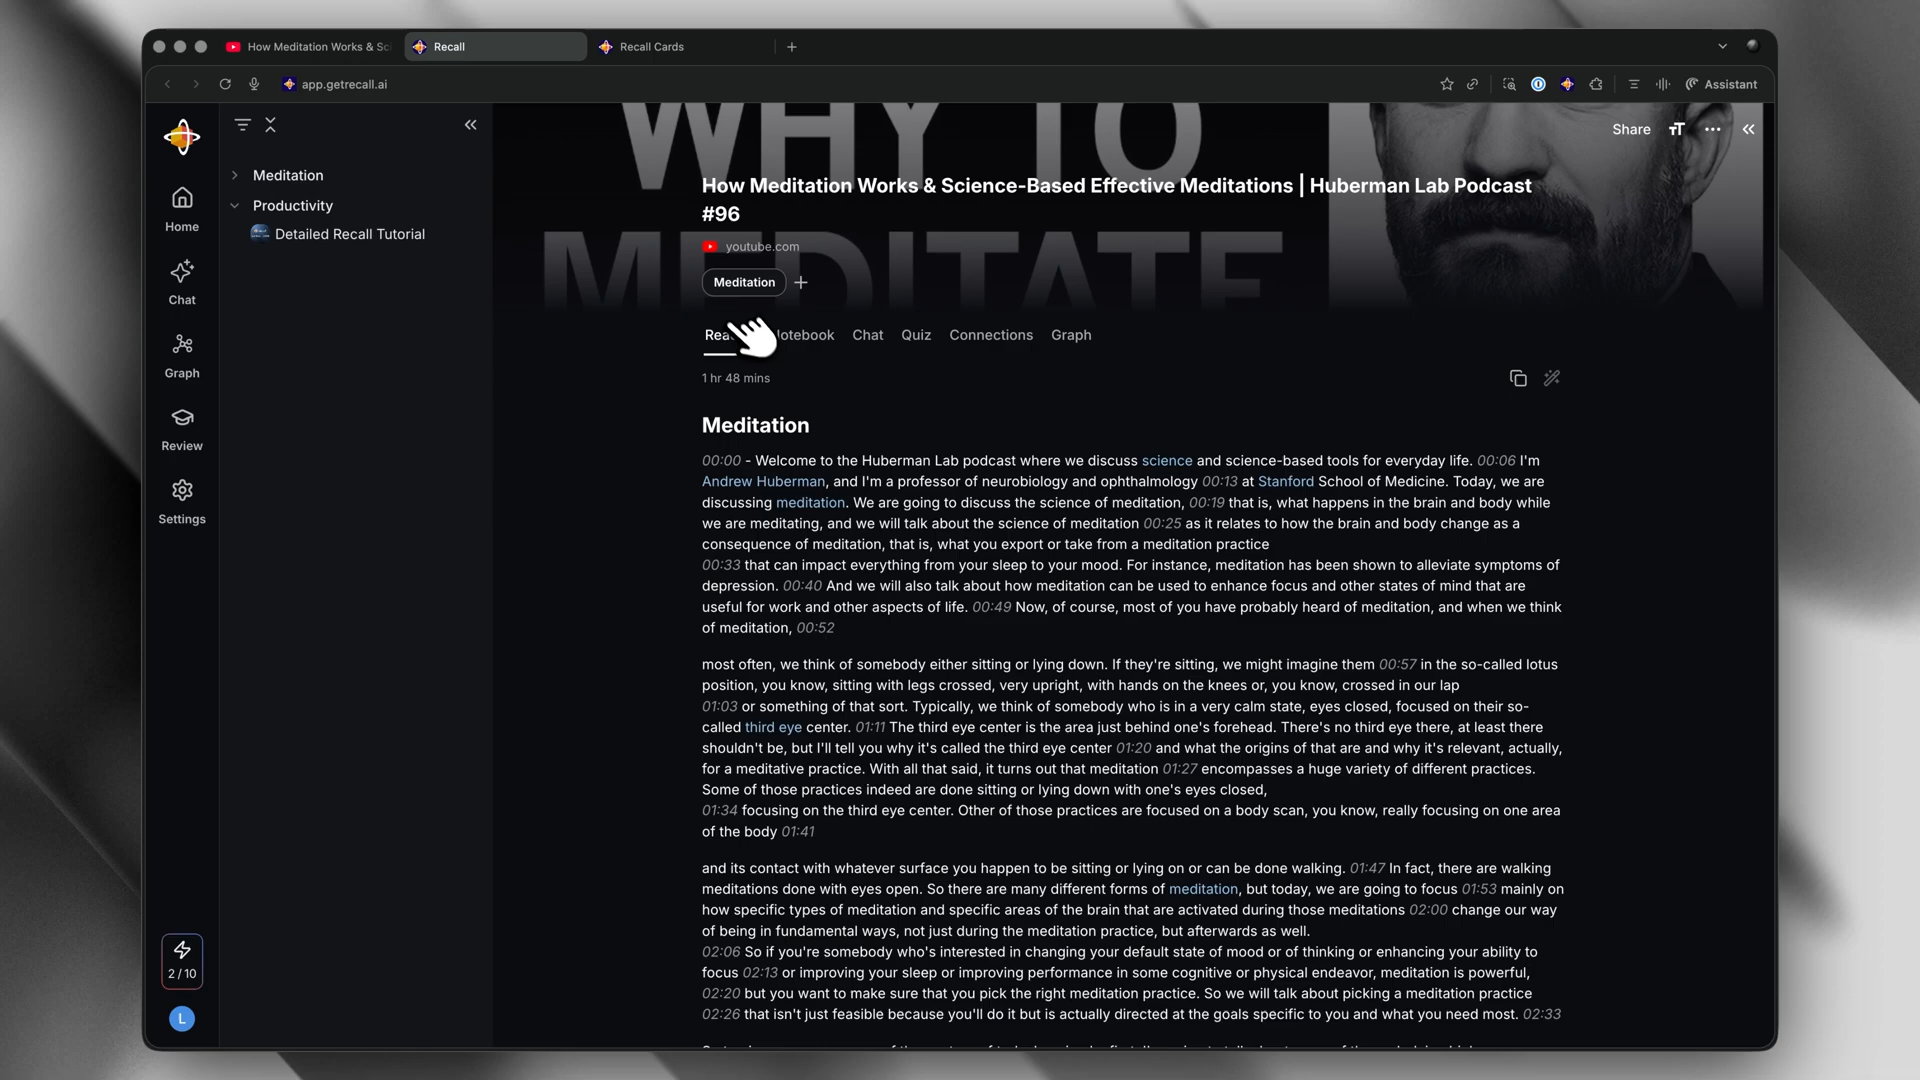 How Meditation Works & Sc
Recall
Recall Cards
app.getrecall.ai
Assistant
Home
Chat
Graph
Review
Settings
2 / 10
L
Meditation
Productivity
Detailed Recall Tutorial
WHY TO
MEDITATE
Share
How Meditation Works & Science-Based Effective Meditations | Huberman Lab Podcast
#96
youtube.com
Meditation
Chat Quiz Connections Graph
1 hr 48 mins
Meditation
00:00 - Welcome to the Huberman Lab podcast where we discuss science and science-based tools for everyday life. 00:06 I'm
Andrew Huberman, and I'm a professor of neurobiology and ophthalmology 00:13 at Stanford School of Medicine. Today, we are
discussing meditation. We are going to discuss the science of meditation, 00:19 that is, what happens in the brain and body while
we are meditating, and we will talk about the science of meditation 00:25 as it relates to how the brain and body change as a
consequence of meditation, that is, what you export or take from a meditation practice
00:33 that can impact everything from your sleep to your mood. For instance, meditation has been shown to alleviate symptoms of
depression. 00:40 And we will also talk about how meditation can be used to enhance focus and other states of mind that are
useful for work and other aspects of life. 00:49 Now, of course, most of you have probably heard of meditation, and when we think
of meditation, 00:52
most often, we think of somebody either sitting or lying down. If they're sitting, we might imagine them 00:57 in the so-called lotus
position, you know, sitting with legs crossed, very upright, with hands on the knees or, you know, crossed in our lap
01:03 or something of that sort. Typically, we think of somebody who is in a very calm state, eyes closed, focused on their so-
called third eye center. 01:11 The third eye center is the area just behind one's forehead. There's no third eye there, at least there
shouldn't be, but I'll tell you why it's called the third eye center 01:20 and what the origins of that are and why it's relevant, actually,
for a meditative practice. With all that said, it turns out that meditation 01:27 encompasses a huge variety of different practices.
Some of those practices indeed are done sitting or lying down with one's eyes closed,
01:34 focusing on the third eye center. Other of those practices are focused on a body scan, you know, really focusing on one area
of the body 01:41
and its contact with whatever surface you happen to be sitting or lying on or can be done walking. 01:47 In fact, there are walking
meditations done with eyes open. So there are many different forms of meditation, but today, we are going to focus 01:53 mainly on
how specific types of meditation and specific areas of the brain that are activated during those meditations 02:00 change our way
of being in fundamental ways, not just during the meditation practice, but afterwards as well.
02:06 So if you're somebody who's interested in changing your default state of mood or of thinking or enhancing your ability to
focus 02:13 or improving your sleep or improving performance in some cognitive or physical endeavor, meditation is powerful,
02:20 but you want to make sure that you pick the right meditation practice. So we will talk about picking a meditation practice
02:26 that isn't just feasible because you'll do it but is actually directed at the goals specific to you and what you need most. 02:33